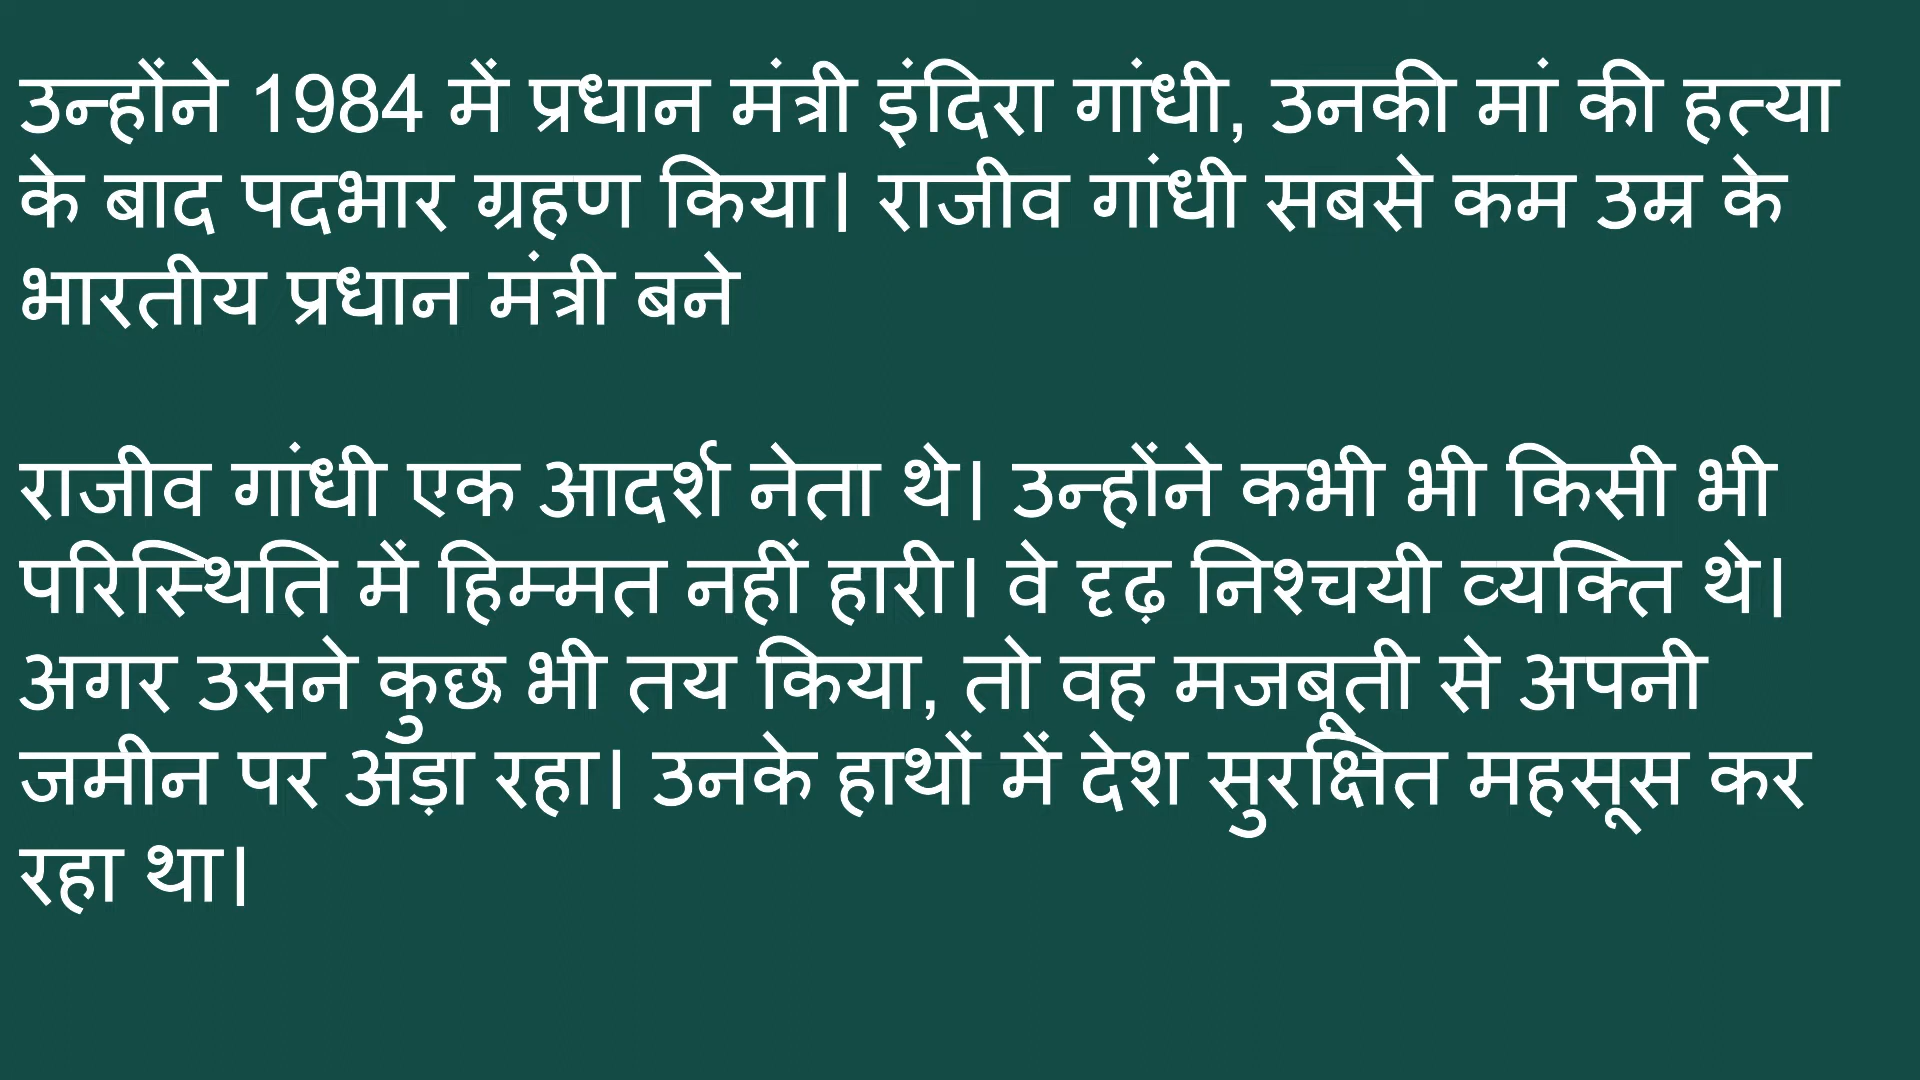 उन्होंने 1984 में प्रधान मंत्री इंदिरा गांधी, उनकी मां की हत्या
के बाद पदभार ग्रहण किया। राजीव गांधी सबसे कम उम्र के
भारतीय प्रधान मंत्री बने
राजीव गांधी एक आदर्श नेता थे। उन्होंने कभी भी किसी भी
परिस्थिति में हिम्मत नहीं हारी। वे दृढ़ निश्चयी व्यक्ति थे।
अगर उसने कुछ भी तय किया, तो वह मजबूती से अपनी
जमीन पर अड़ा रहा। उनके हाथों में देश सुरक्षित महसूस कर
रहा था।